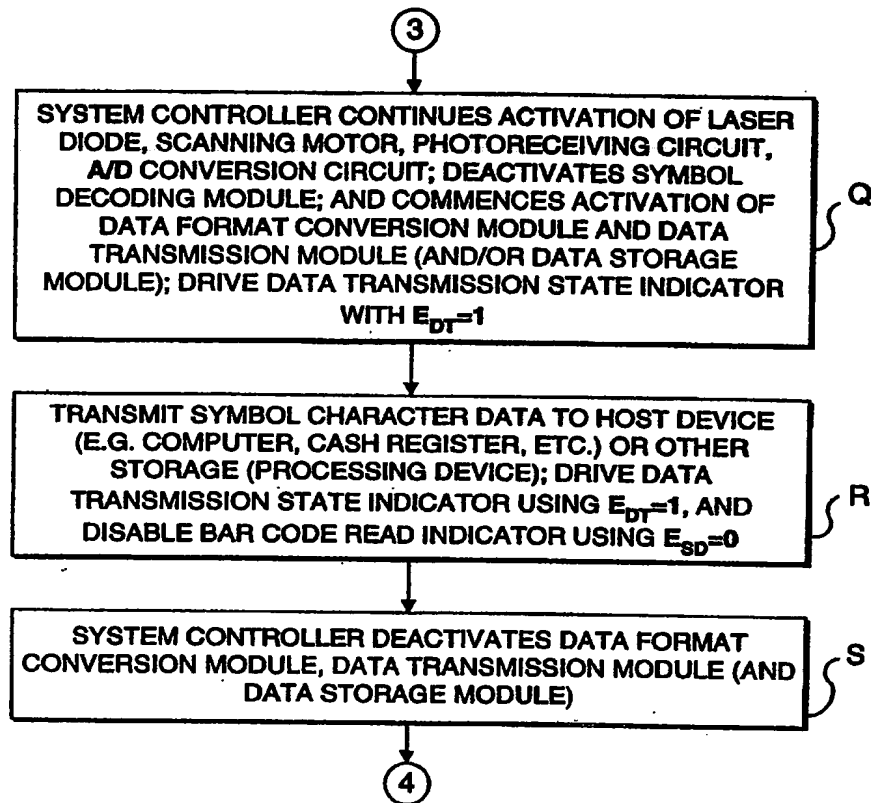 3
SYSTEM CONTROLLER CONTINUES ACTIVATION OF LASER
DIODE, SCANNING MOTOR, PHOTORECEIVING CIRCUIT,
A/D CONVERSION CIRCUIT; DEACTIVATES SYMBOL
DECODING MODULE; AND COMMENCES ACTIVATION OF
DATA FORMAT CONVERSION MODULE AND DATA
TRANSMISSION MODULE (AND/OR DATA STORAGE
MODULE); DRIVE DATA TRANSMISSION STATE INDICATOR
WITH E_DT=1
Q
TRANSMIT SYMBOL CHARACTER DATA TO HOST DEVICE
(E.G. COMPUTER, CASH REGISTER, ETC.) OR OTHER
STORAGE (PROCESSING DEVICE); DRIVE DATA
TRANSMISSION STATE INDICATOR USING E_DT=1, AND
DISABLE BAR CODE READ INDICATOR USING E_SD=0
R
SYSTEM CONTROLLER DEACTIVATES DATA FORMAT
CONVERSION MODULE, DATA TRANSMISSION MODULE (AND
DATA STORAGE MODULE)
S
4